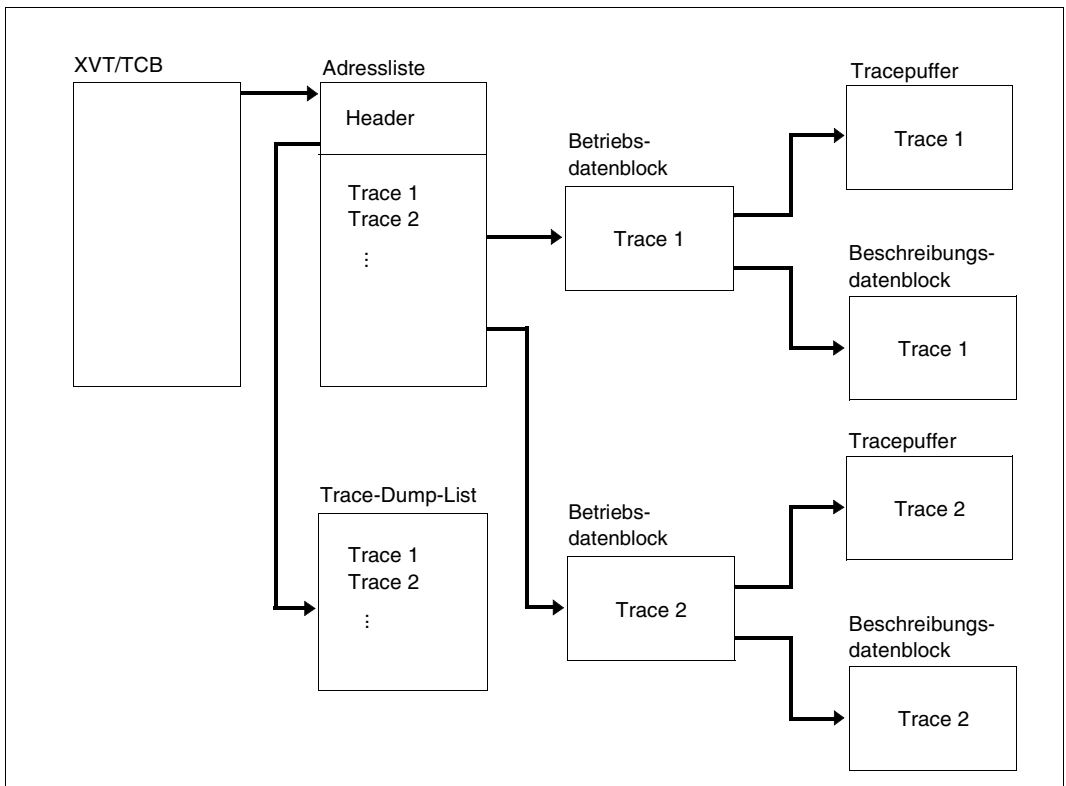 XVT/TCB
Adressliste
Header
Trace 1
Trace 2
⋮
Betriebs-
datenblock
Trace 1
Tracepuffer
Trace 1
Beschreibungs-
datenblock
Trace 1
Trace-Dump-List
Trace 1
Trace 2
⋮
Betriebs-
datenblock
Trace 2
Tracepuffer
Trace 2
Beschreibungs-
datenblock
Trace 2